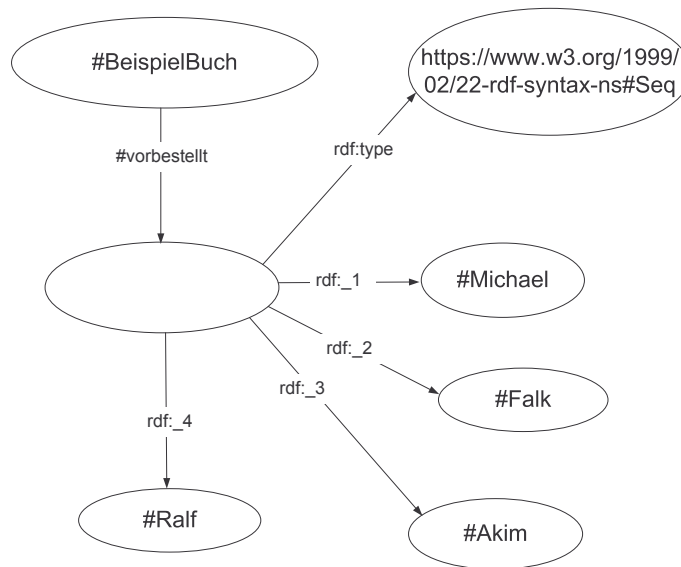 #BeispielBuch
https://www.w3.org/1999/
02/22-rdf-syntax-ns#Seq
#vorbestellt
rdf:type
rdf:_1
#Michael
rdf:_2
#Falk
rdf:_3
rdf:_4
#Ralf
#Akim